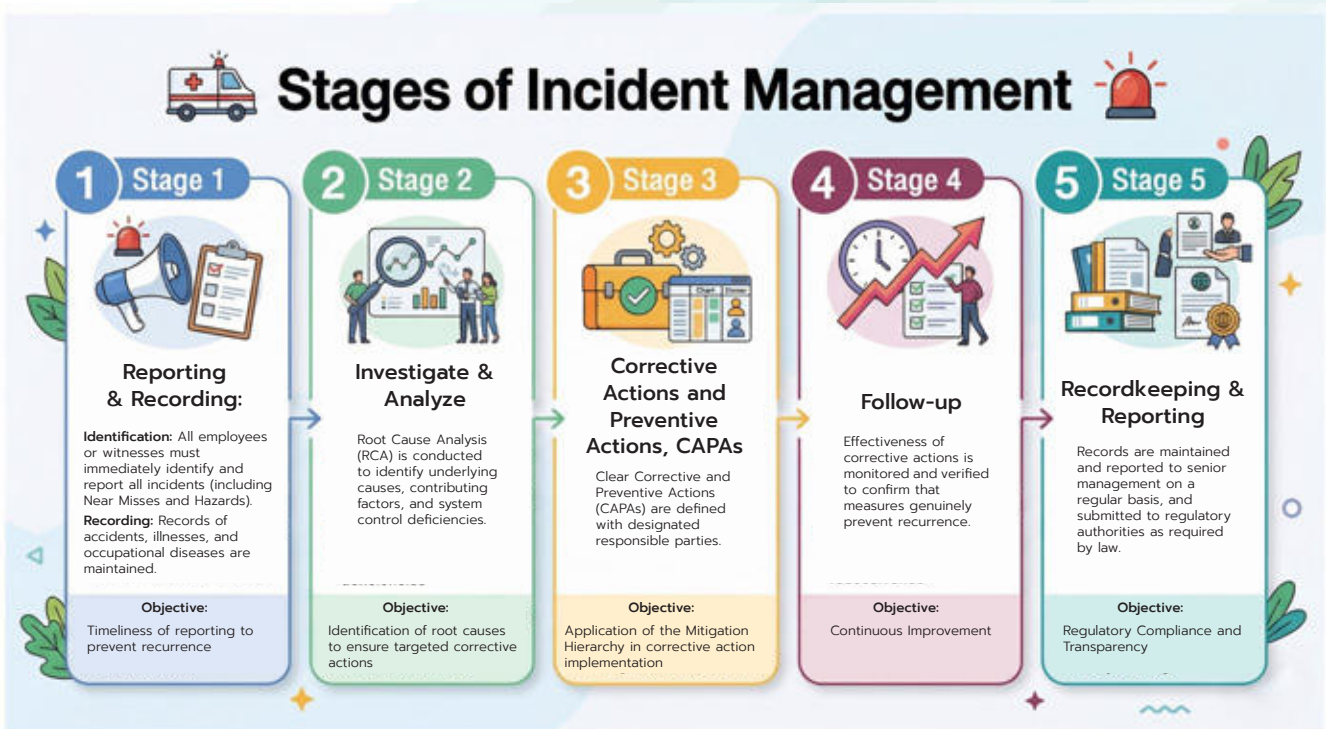 Stages of Incident Management
1 Stage 1
Reporting
& Recording:
Identification: All employees
or witnesses must
immediately identify and
report all incidents (including
Near Misses and Hazards).
Recording: Records of
accidents, illnesses, and
occupational diseases are
maintained.
Objective:
Timeliness of reporting to
prevent recurrence
2 Stage 2
Investigate &
Analyze
Root Cause Analysis
(RCA) is conducted
to identify underlying
causes, contributing
factors, and system
control deficiencies.
Objective:
Identification of root causes
to ensure targeted corrective
actions
3 Stage 3
Chart
Corrective
Actions and
Preventive
Actions, CAPAs
Clear Corrective and
Preventive Actions
(CAPAs) are defined
with designated
responsible parties.
Objective:
Application of the Mitigation
Hierarchy in corrective action
implementation
4 Stage 4
Follow-up
Effectiveness of
corrective actions is
monitored and verified
to confirm that
measures genuinely
prevent recurrence.
Objective:
Continuous Improvement
5 Stage 5
Recordkeeping &
Reporting
Records are maintained
and reported to senior
management on a
regular basis, and
submitted to regulatory
authorities as required
by law.
Objective:
Regulatory Compliance and
Transparency